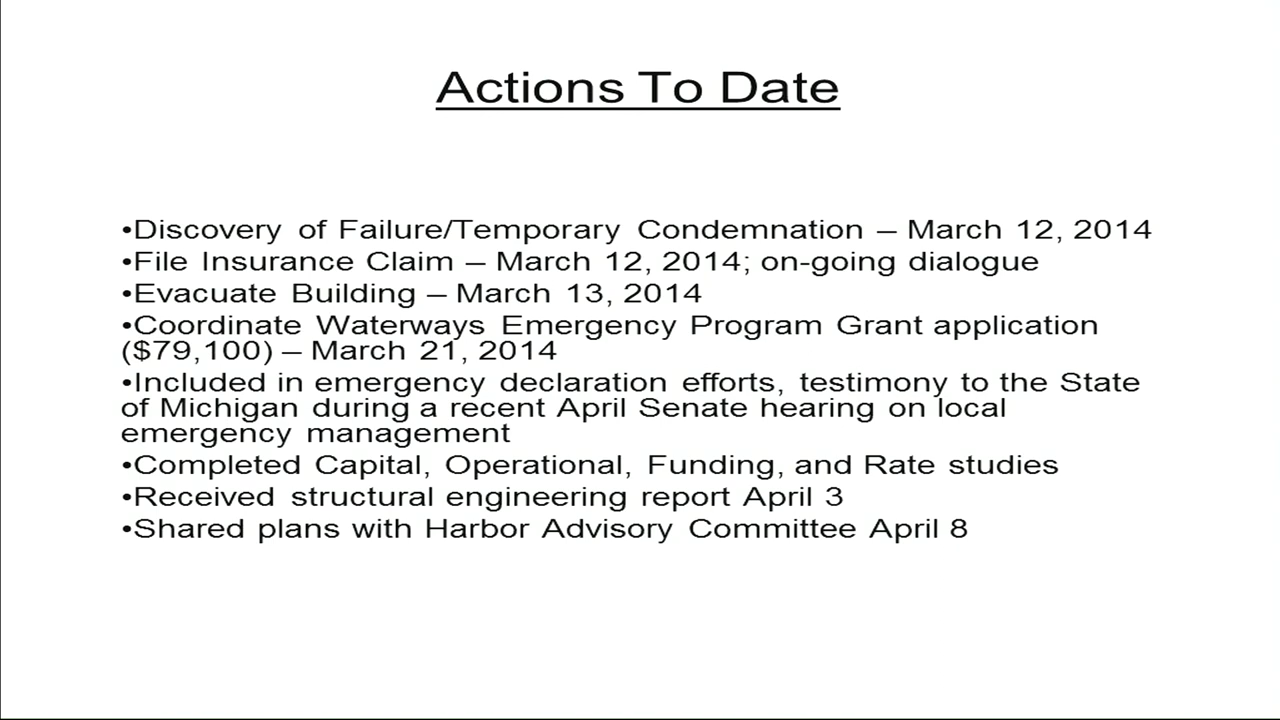 Actions To Date
•Discovery of Failure/Temporary Condemnation – March 12, 2014
•File Insurance Claim – March 12, 2014; on-going dialogue
•Evacuate Building – March 13, 2014
•Coordinate Waterways Emergency Program Grant application
($79,100) – March 21, 2014
•Included in emergency declaration efforts, testimony to the State
of Michigan during a recent April Senate hearing on local
emergency management
•Completed Capital, Operational, Funding, and Rate studies
•Received structural engineering report April 3
•Shared plans with Harbor Advisory Committee April 8